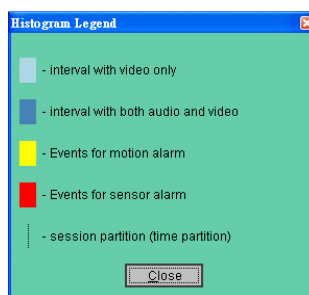 Histogram Legend
- interval with video only
- interval with both audio and video
- Events for motion alarm
- Events for sensor alarm
- session partition (time partition)
Close